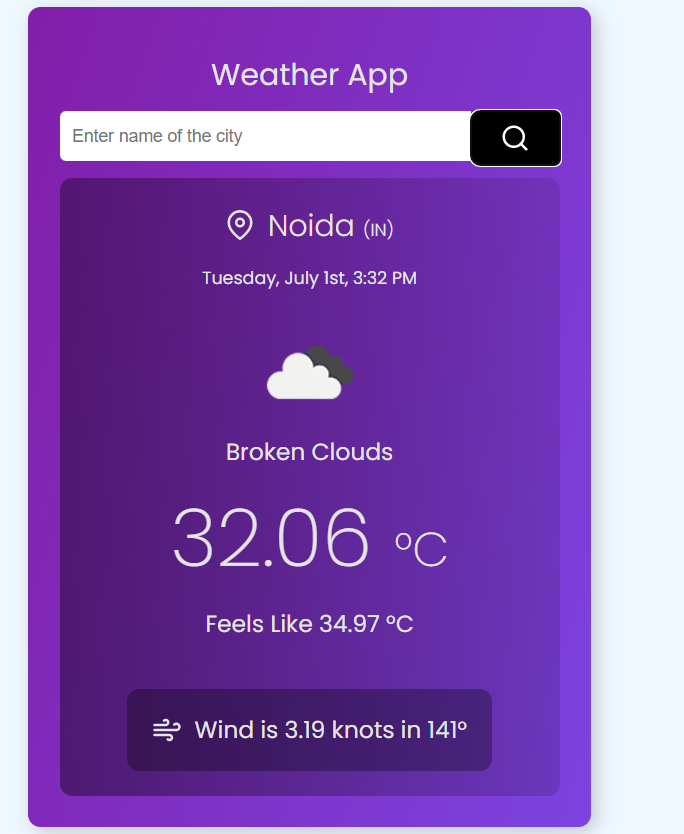 Weather App
Enter name of the city
Noida (IN)
Tuesday, July 1st, 3:32 PM
Broken Clouds
32.06 °C
Feels Like 34.97 °C
Wind is 3.19 knots in 141°